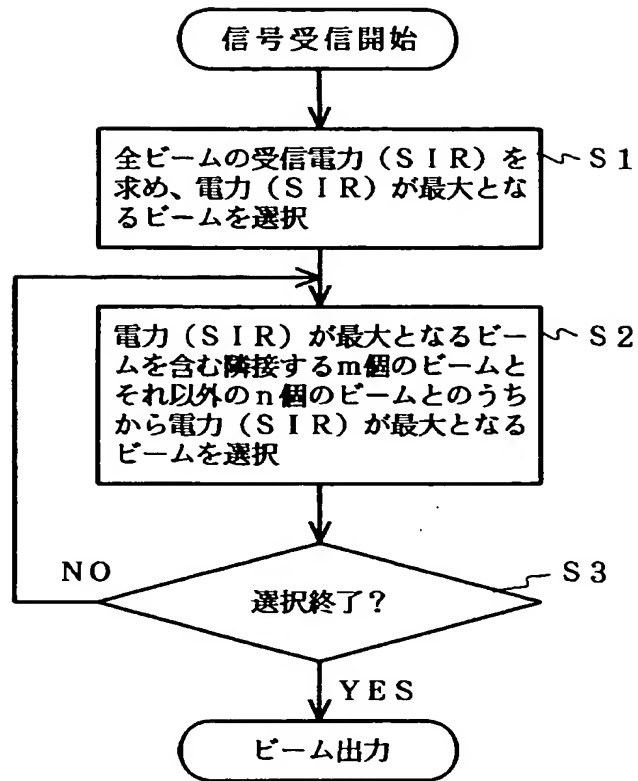 信号受信開始
全ビームの受信電力(SIR)を
求め、電力(SIR)が最大とな
るビームを選択
S1
電力(SIR)が最大となるビー
ムを含む隣接するm個のビームと
それ以外のn個のビームとのうち
から電力(SIR)が最大となる
ビームを選択
S2
NO
選択終了?
S3
YES
ビーム出力